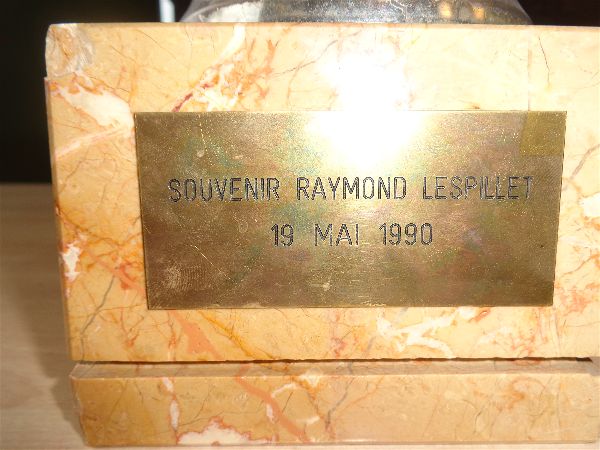 SOUVENIR RAYMOND LESPILLET
19 MAI 1990